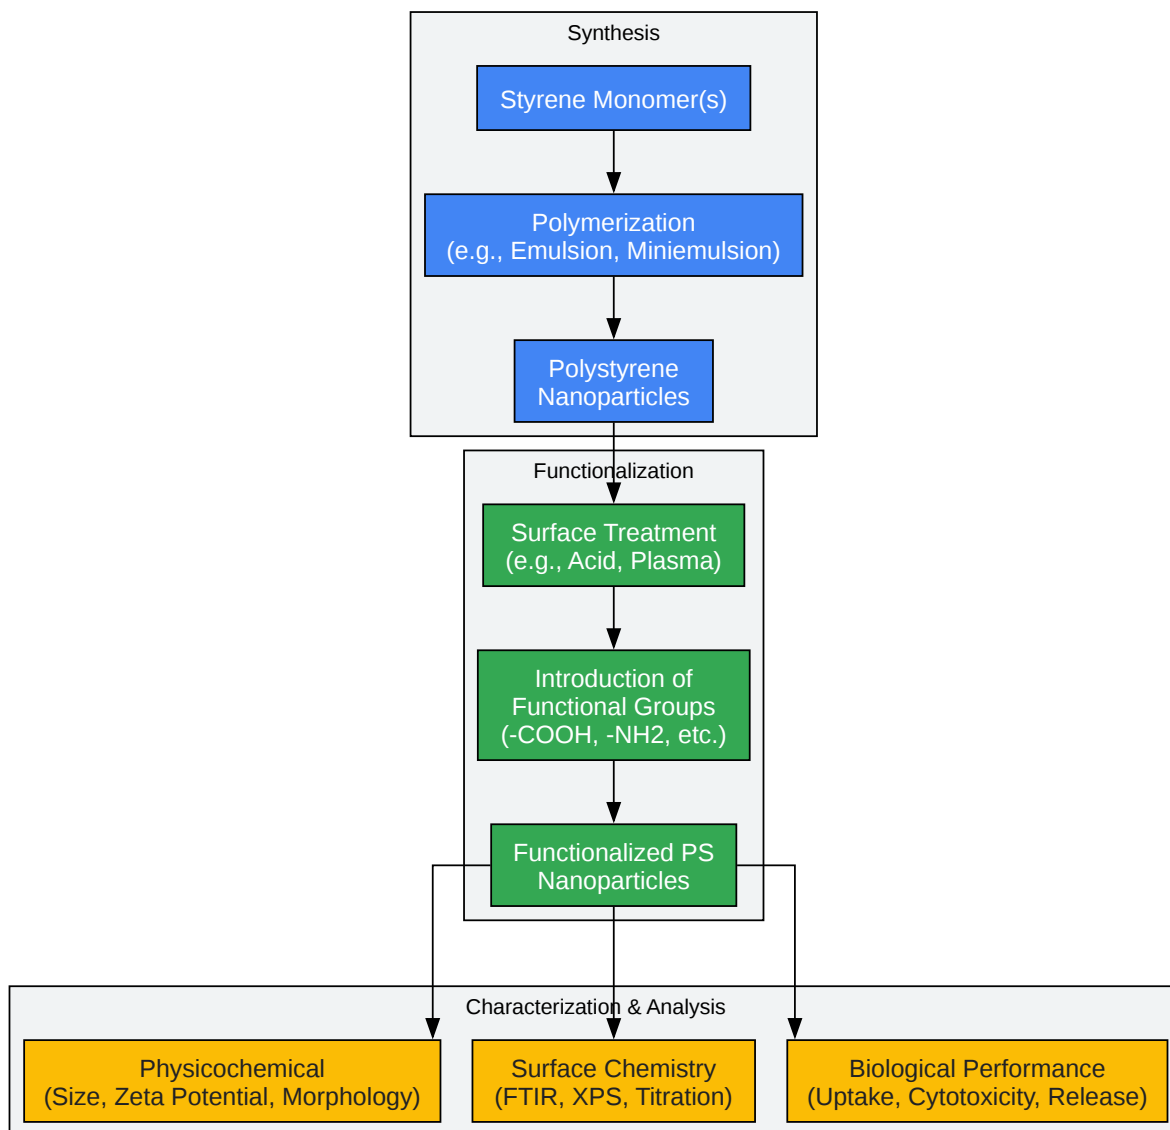 Synthesis
Styrene Monomer(s)
Polymerization
(e.g., Emulsion, Miniemulsion)
Polystyrene
Nanoparticles
Functionalization
Surface Treatment
(e.g., Acid, Plasma)
Introduction of
Functional Groups
(-COOH, -NH2, etc.)
Functionalized PS
Nanoparticles
Characterization & Analysis
Physicochemical
(Size, Zeta Potential, Morphology)
Surface Chemistry
(FTIR, XPS, Titration)
Biological Performance
(Uptake, Cytotoxicity, Release)